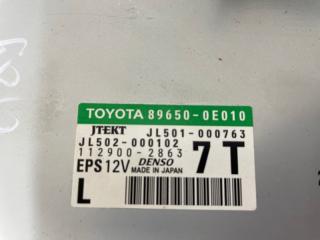 TOYOTA 89650-0E010
JTEKT JL501-000763
JL502-000102
112900-2863
EPS 12V DENSO MADE IN JAPAN 7T
L